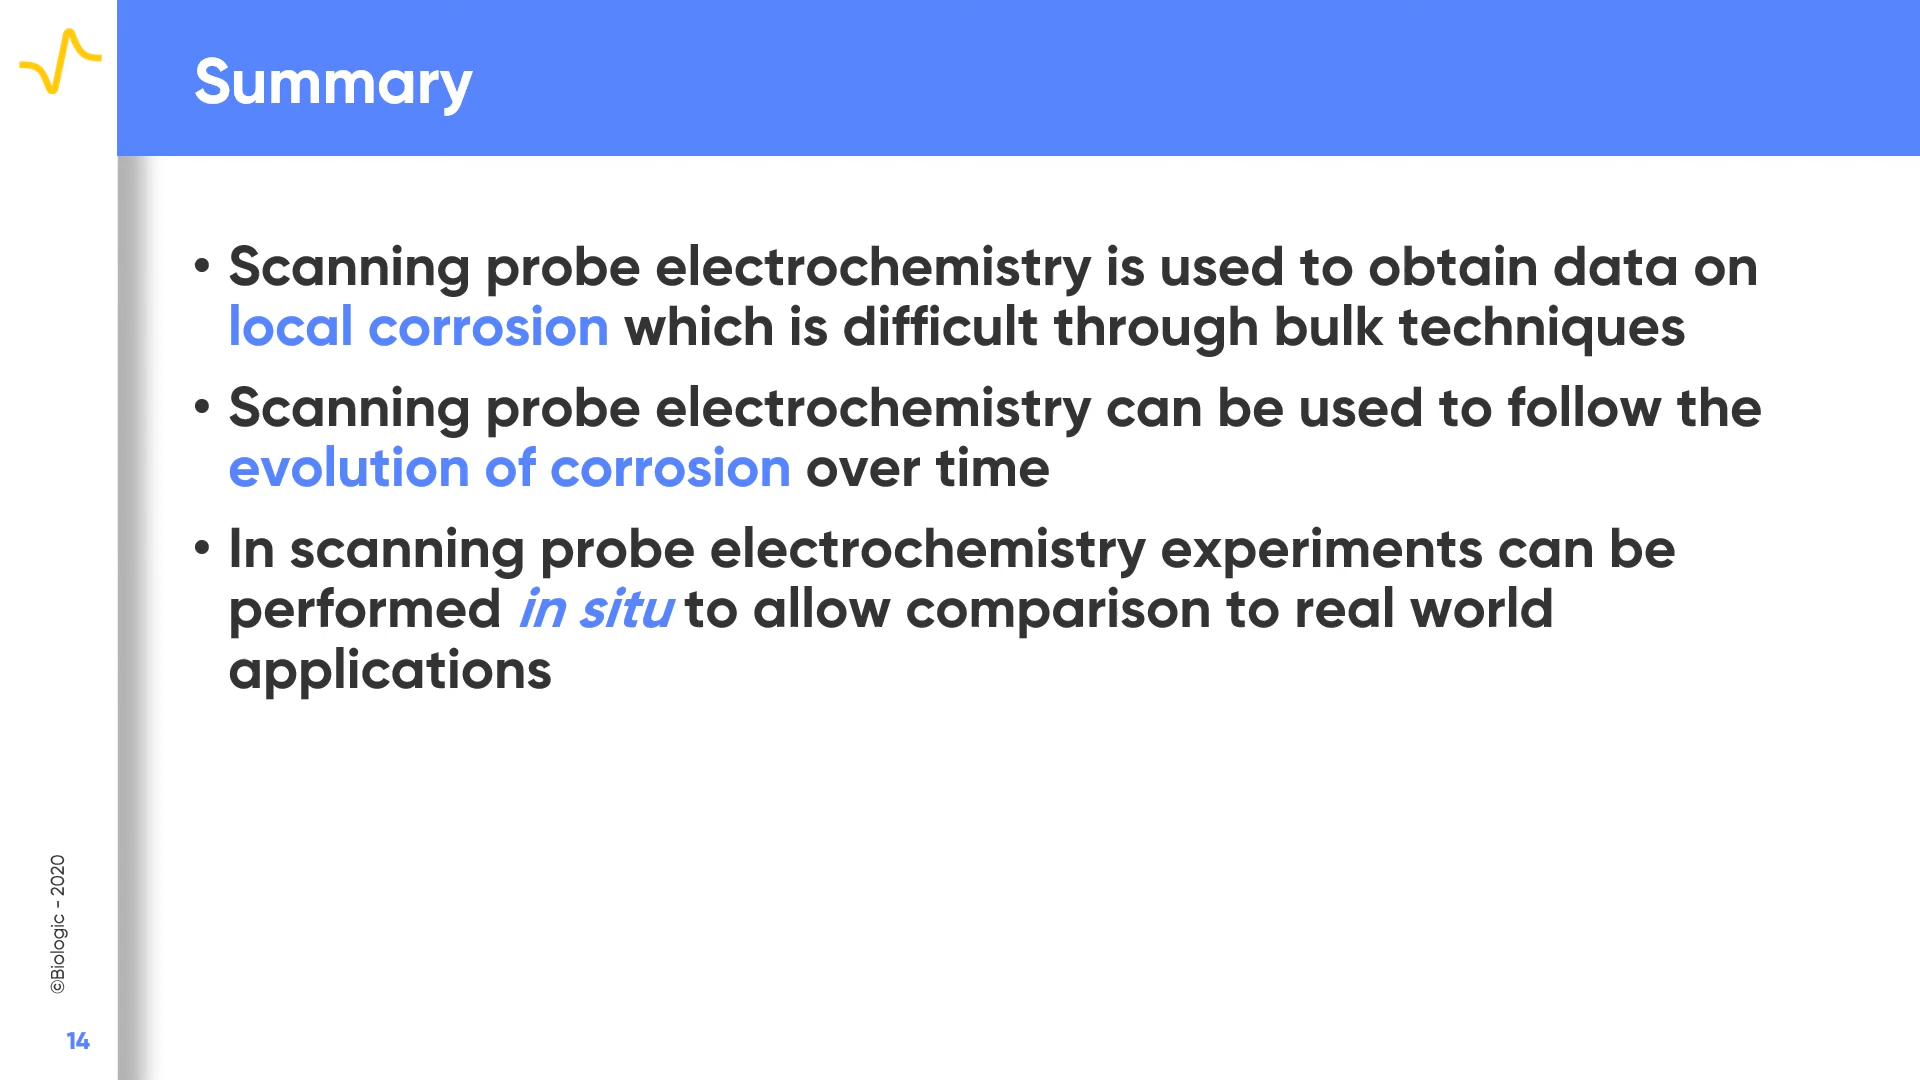 Summary
• Scanning probe electrochemistry is used to obtain data on
local corrosion which is difficult through bulk techniques
• Scanning probe electrochemistry can be used to follow the
evolution of corrosion over time
• In scanning probe electrochemistry experiments can be
performed in situ to allow comparison to real world
applications
©Biologic - 2020
14